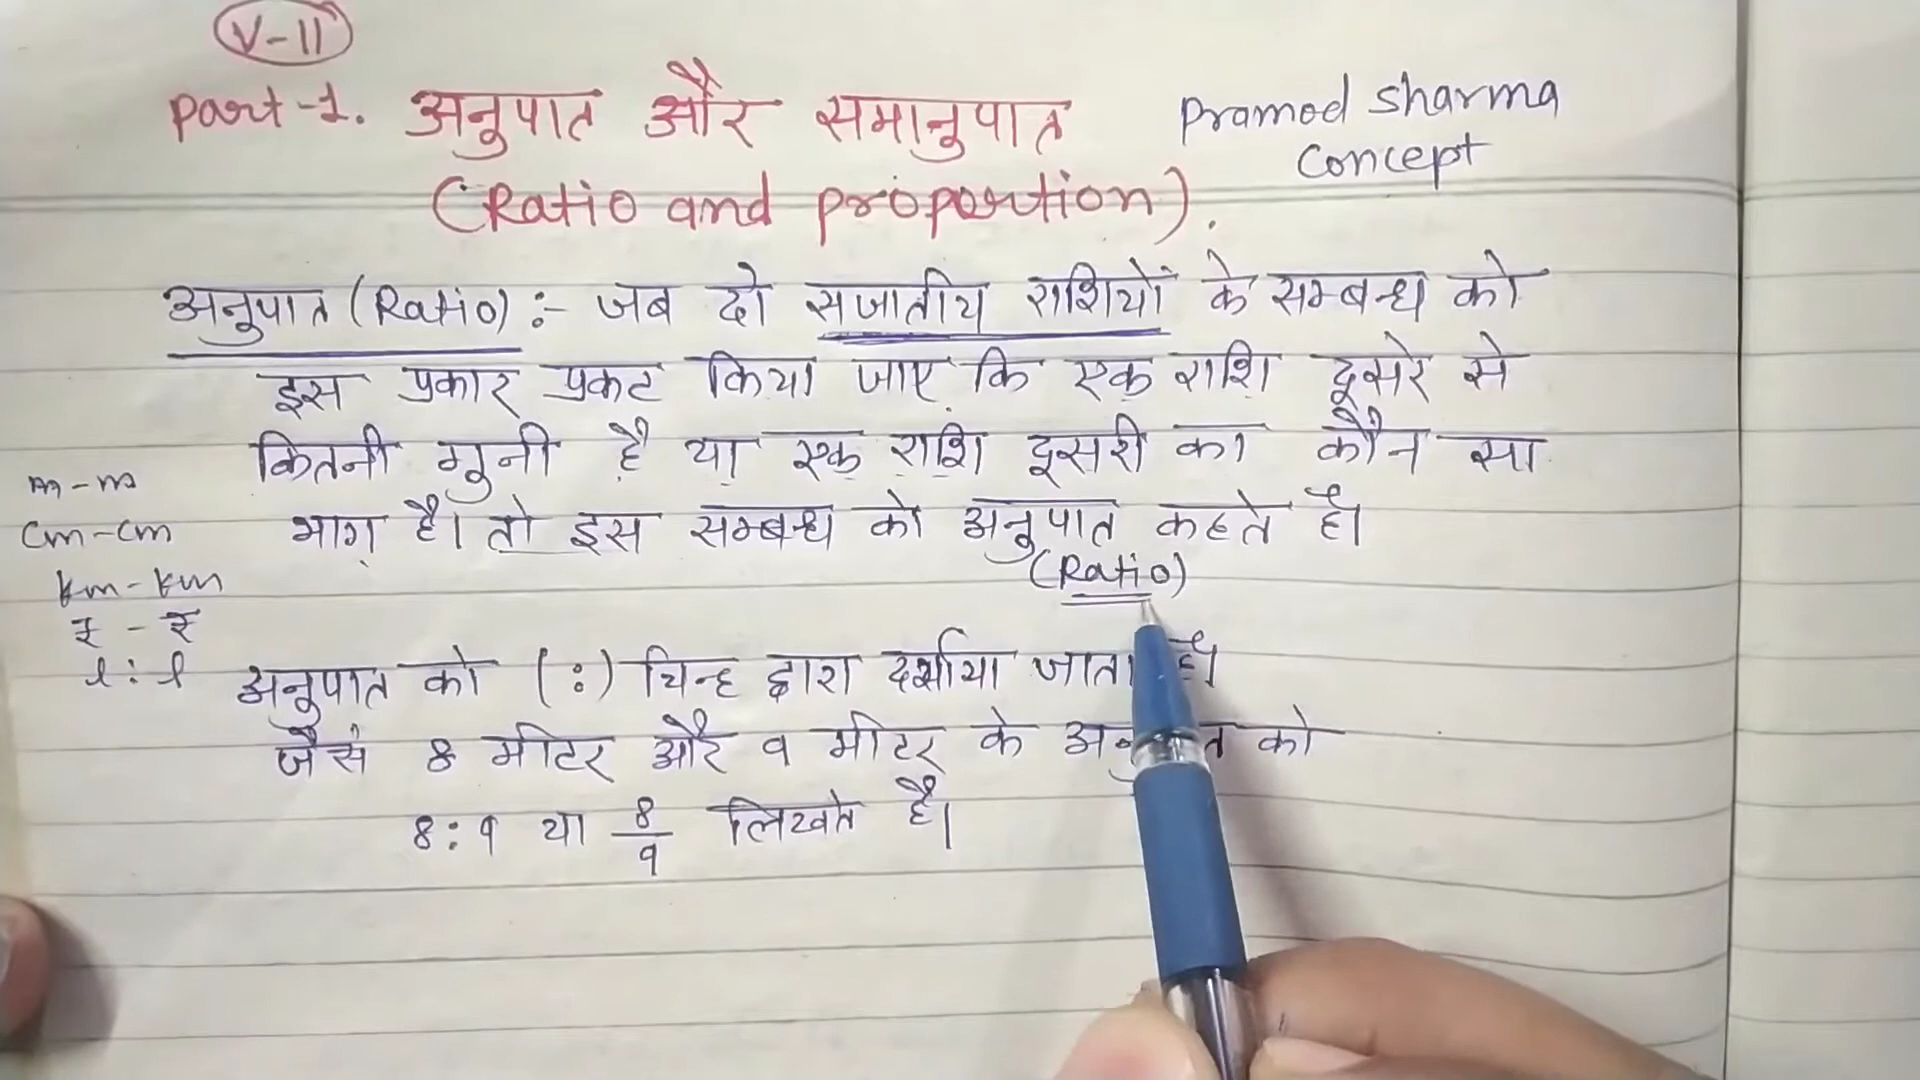 V-11
Part-1. अनुपात और समानुपात
(Ratio and proportion).
Pramod Sharma
Concept
अनुपात (Ratio) :- जब दो सजातीय राशियों के सम्बन्ध को
इस प्रकार प्रकट किया जाए कि एक राशि दूसरे से
कितनी गुनी है या एक राशि दूसरी का कौन सा
भाग है। तो इस सम्बन्ध को अनुपात कहते है।
(Ratio)
m-m
cm-cm
km-km
₹ - ₹
l : l
अनुपात को (:) चिन्ह द्वारा दर्शाया जाता है।
जैसे 8 मीटर और 9 मीटर के अनुपात को
8:9 या 8/9 लिखते है।